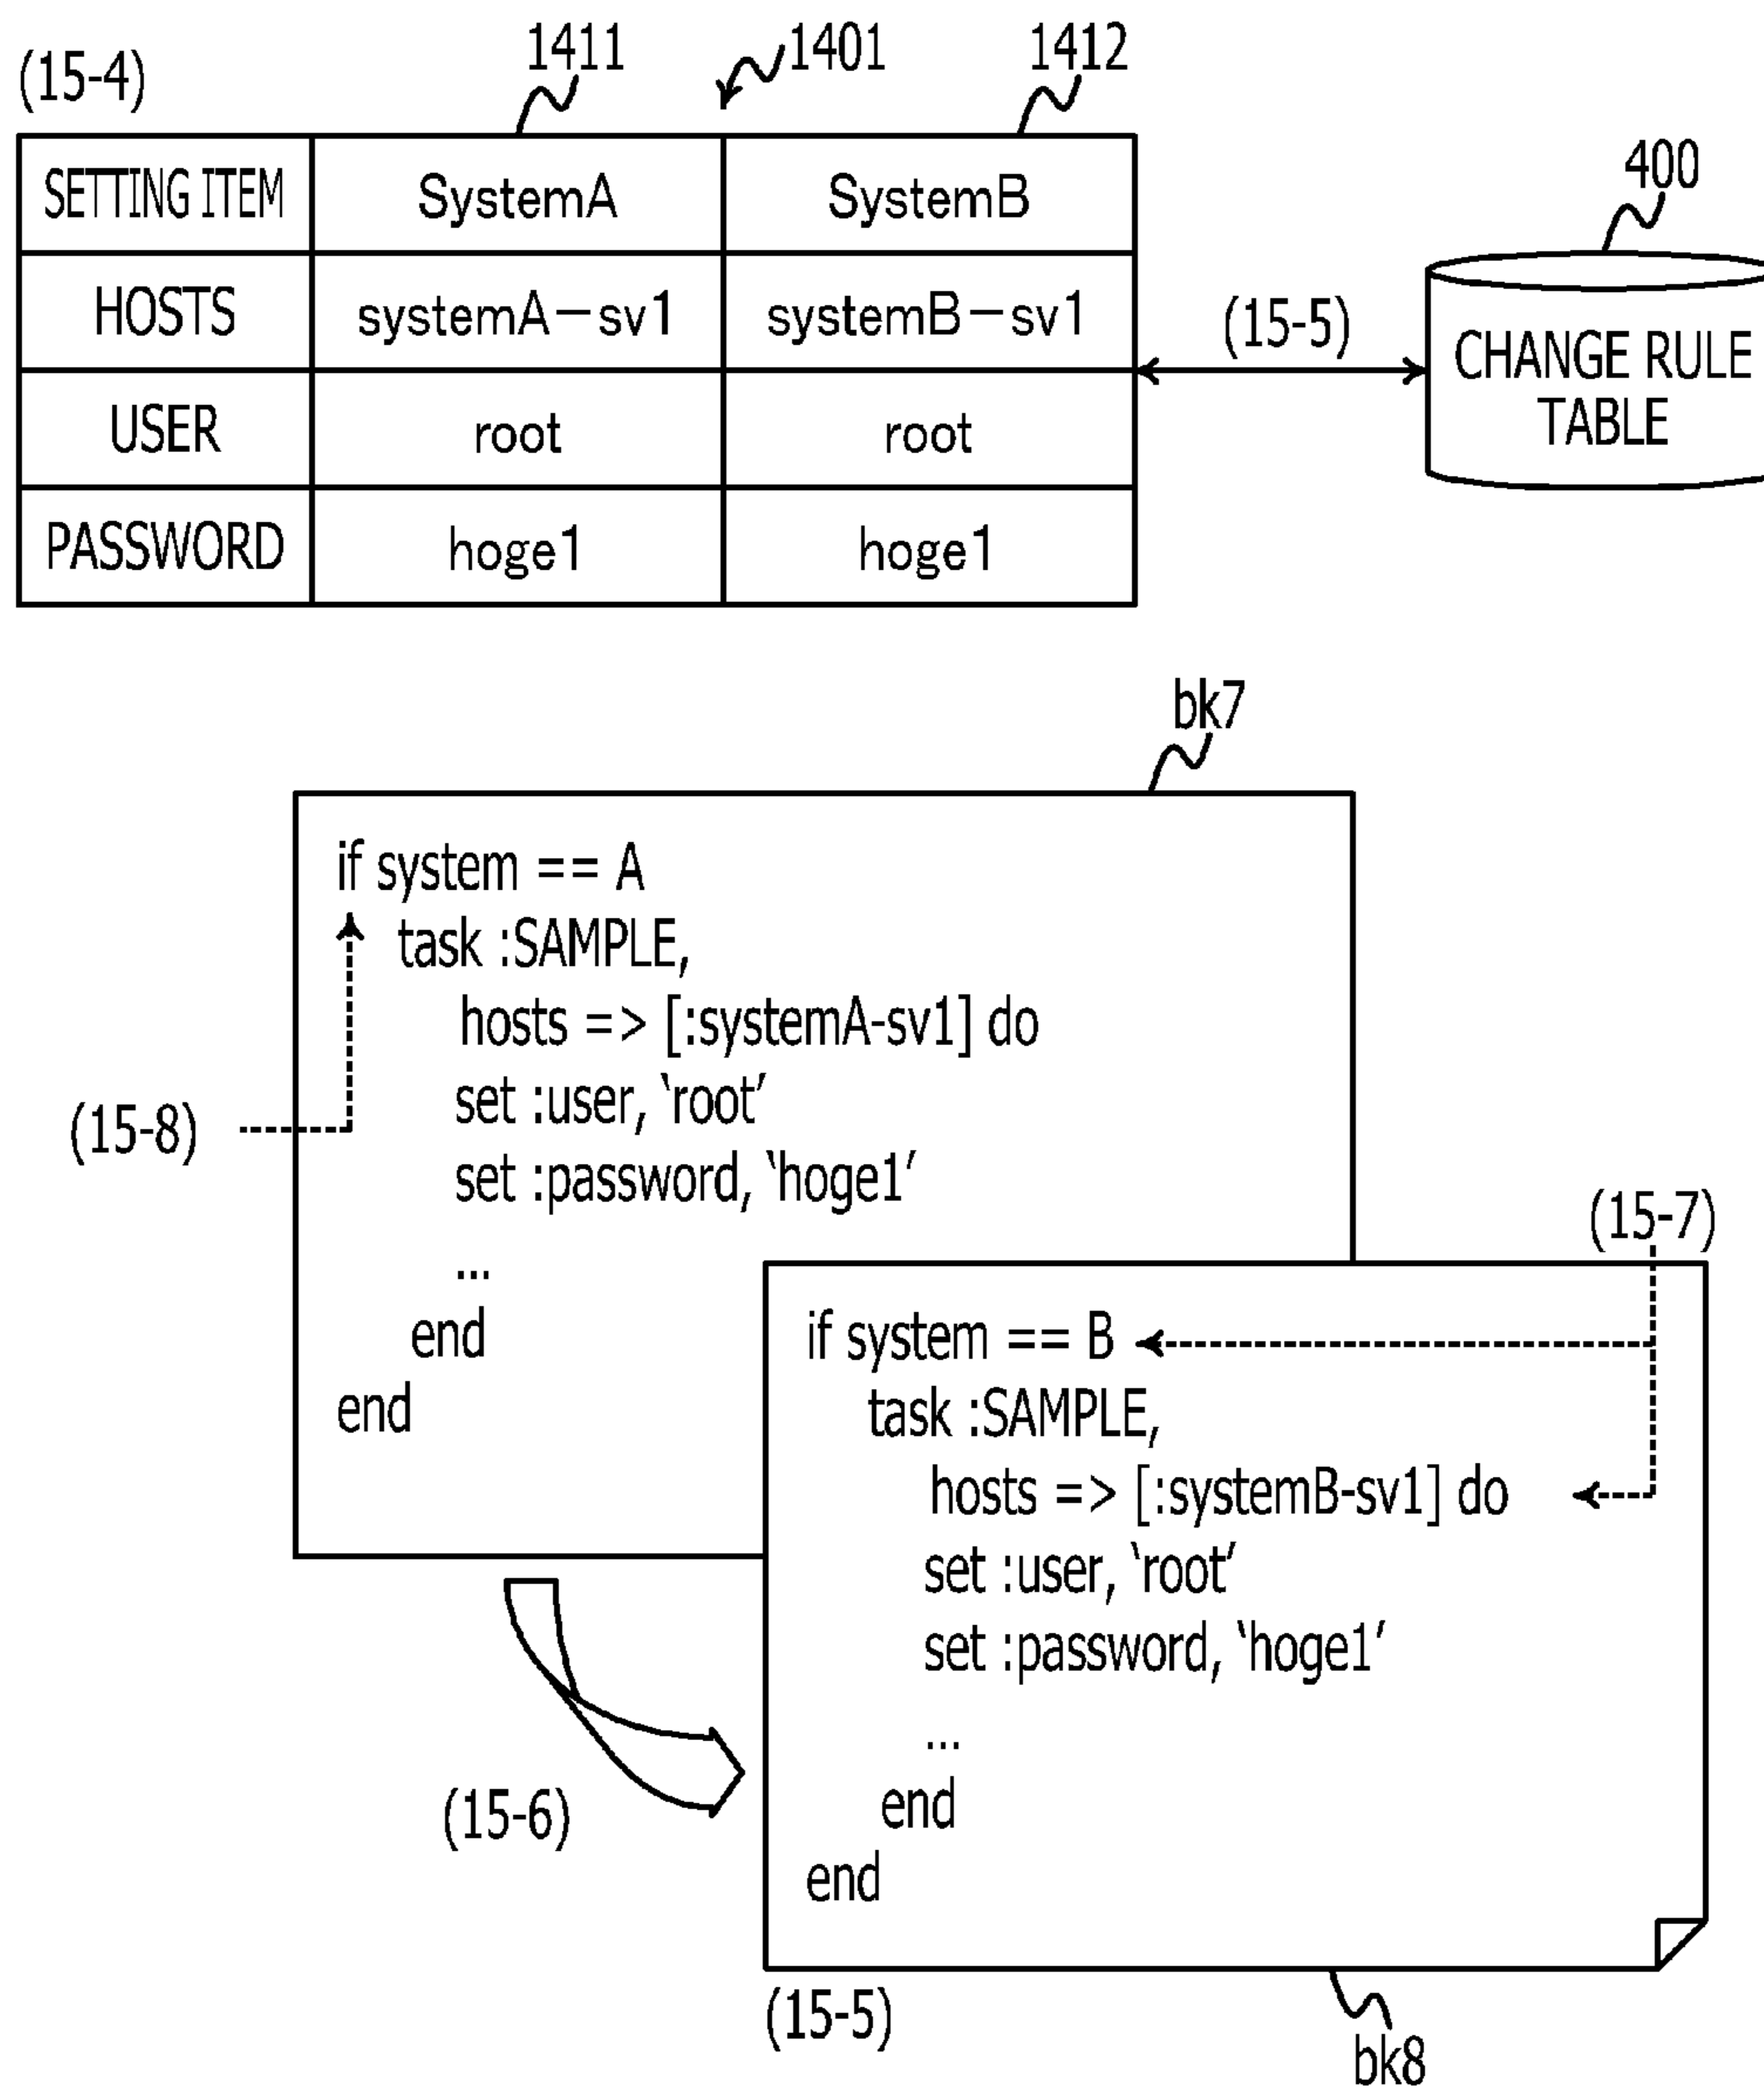 (15-4)
1411
1401
1412
SETTING ITEM SystemA SystemB
HOSTS systemA－sv1 systemB－sv1
USER root root
PASSWORD hoge1 hoge1
(15-5)
400
CHANGE RULE
TABLE
bk7
if system == A
task :SAMPLE,
hosts => [:systemA-sv1] do
set :user, ‘root’
set :password, ‘hoge1’
...
end
end
(15-8)
(15-7)
if system == B
task :SAMPLE,
hosts => [:systemB-sv1] do
set :user, ‘root’
set :password, ‘hoge1’
...
end
end
(15-6)
(15-5)
bk8